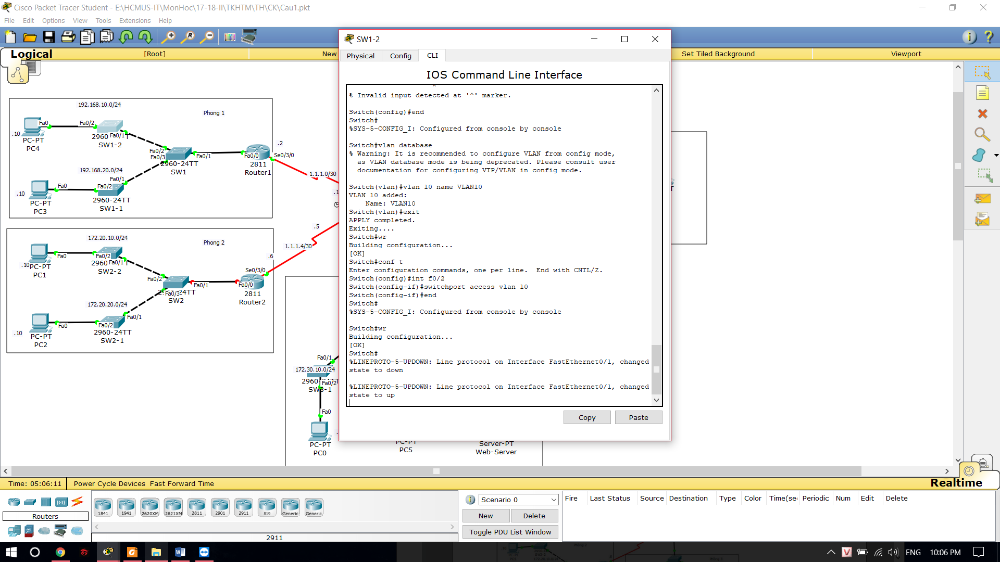 Cisco Packet Tracer Student - E:\HCMUS-IT\MonHoc\17-18-II\TKHTM\TH\CK\Cau1.pkt
File Edit Options View Tools Extensions Help
Logical
[Root]
New
Set Tiled Background
Viewport
SW1-2
Physical Config CLI
IOS Command Line Interface
^
% Invalid input detected at '^' marker.
Switch(config)#end
Switch#
%SYS-5-CONFIG_I: Configured from console by console
Switch#vlan database
% Warning: It is recommended to configure VLAN from config mode,
as VLAN database mode is being deprecated. Please consult user
documentation for configuring VTP/VLAN in config mode.
Switch(vlan)#vlan 10 name VLAN10
VLAN 10 added:
Name: VLAN10
Switch(vlan)#exit
APPLY completed.
Exiting....
Switch#wr
Building configuration...
[OK]
Switch#conf t
Enter configuration commands, one per line.  End with CNTL/Z.
Switch(config)#int f0/2
Switch(config-if)#switchport access vlan 10
Switch(config-if)#end
Switch#
%SYS-5-CONFIG_I: Configured from console by console
Switch#wr
Building configuration...
[OK]
Switch#
%LINEPROTO-5-UPDOWN: Line protocol on Interface FastEthernet0/1, changed
state to down
%LINEPROTO-5-UPDOWN: Line protocol on Interface FastEthernet0/1, changed
state to up
Copy Paste
192.168.10.0/24
Phong 1
Fa0
Fa0/2
.10
PC-PT
PC4
2960
Fa0/1
SW1-2
Fa0/2
Fa0/3
Fa0/1
2960-24TT
SW1
Fa0/0
.2
Se0/3/0
2811
Router1
192.168.20.0/24
Fa0/1
Fa0
Fa0/2
.10
PC-PT
PC3
2960-24TT
SW1-1
1.1.1.0/30
.1
172.20.10.0/24
Phong 2
Fa0
Fa0/2
.10
PC-PT
PC1
2960
Fa0/1
SW2-2
Fa0/2
Fa0/1
Fa0/3
24TT
SW2
Fa0/0
Se0/3/0
.6
2811
Router2
1.1.1.4/30
.5
172.20.20.0/24
Fa0/1
Fa0
Fa0/2
.10
PC-PT
PC2
2960-24TT
SW2-1
Fa0/1
172.30.10.0/24
Fa0/2
Fa0
PC-PT
PC0
PC-PT
PC5
Server-PT
Web-Server
Time: 05:06:11
Power Cycle Devices Fast Forward Time
Realtime
Routers
1841 1941 2620XM 2621XM 2811 2901 2911 819 Generic Generic
2911
Scenario 0
New Delete
Toggle PDU List Window
Fire Last Status Source Destination Type Color Time(sec Periodic Num Edit Delete
ENG 10:06 PM